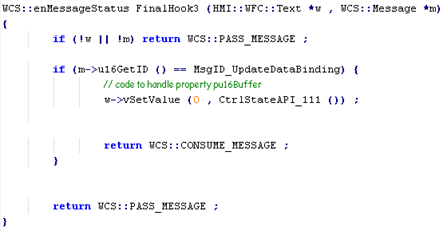 WCS::enMessageStatus FinalHook3 (HMI::WFC::Text *w , WCS::Message *m)
{
if (!w || !m) return WCS::PASS_MESSAGE ;
if (m->u16GetID () == MsgID_UpdateDataBinding) {
// code to handle property pu16Buffer
w->vSetValue (0 , CtrlStateAPI_111 ()) ;
return WCS::CONSUME_MESSAGE ;
}
return WCS::PASS_MESSAGE ;
}